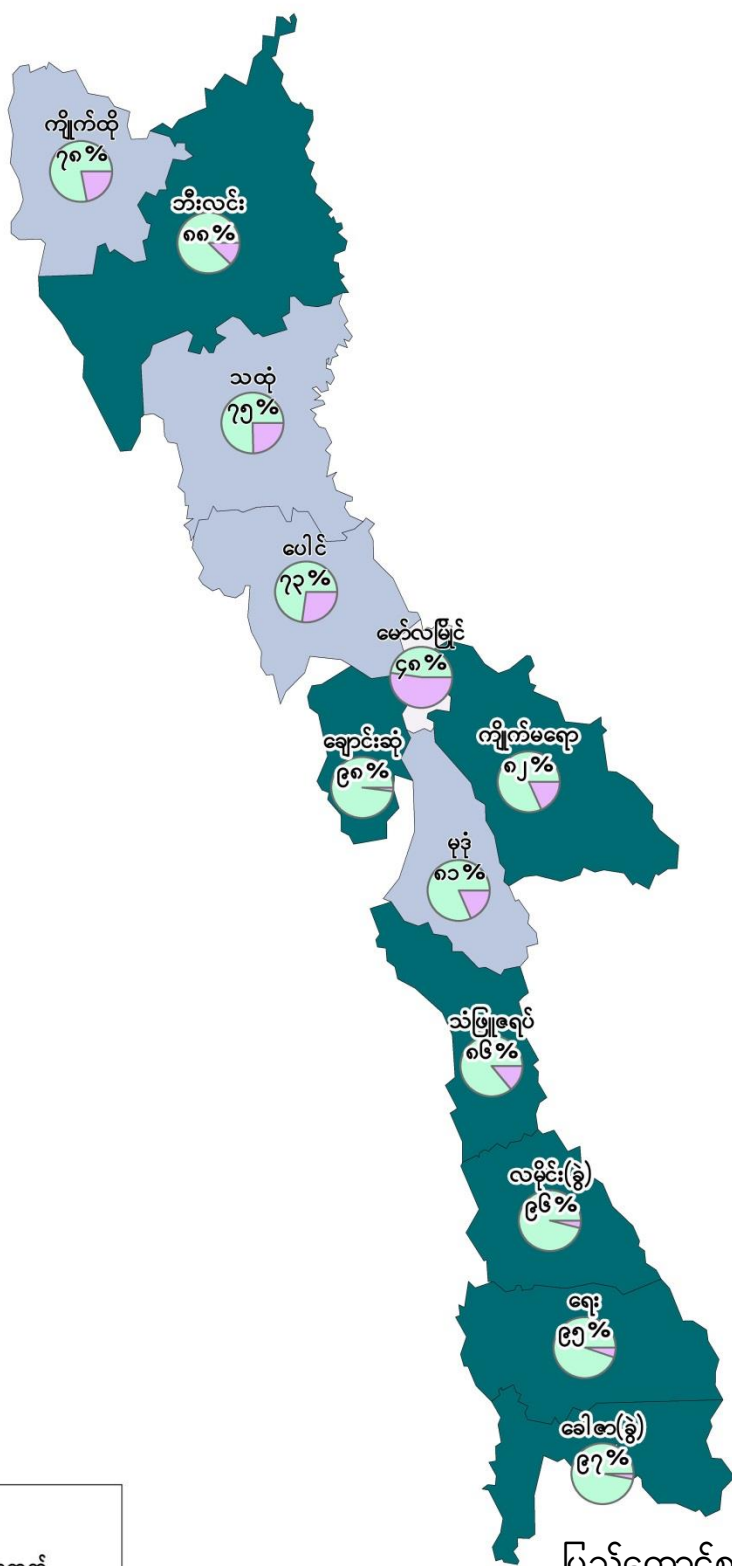 ကျိုက်ထို
၇၈%
ဘီးလင်း
၈၈%
သထုံ
၇၅%
ပေါင်
၇၃%
မော်လမြိုင်
၄၈%
ချောင်းဆုံ
၉၈%
ကျိုက်မရော
၈၂%
မုဒုံ
၈၁%
သံဖြူဇရပ်
၈၆%
လမိုင်း(ခွဲ)
၉၆%
ရေး
၉၅%
ခေါဇာ(ခွဲ)
၉၇%